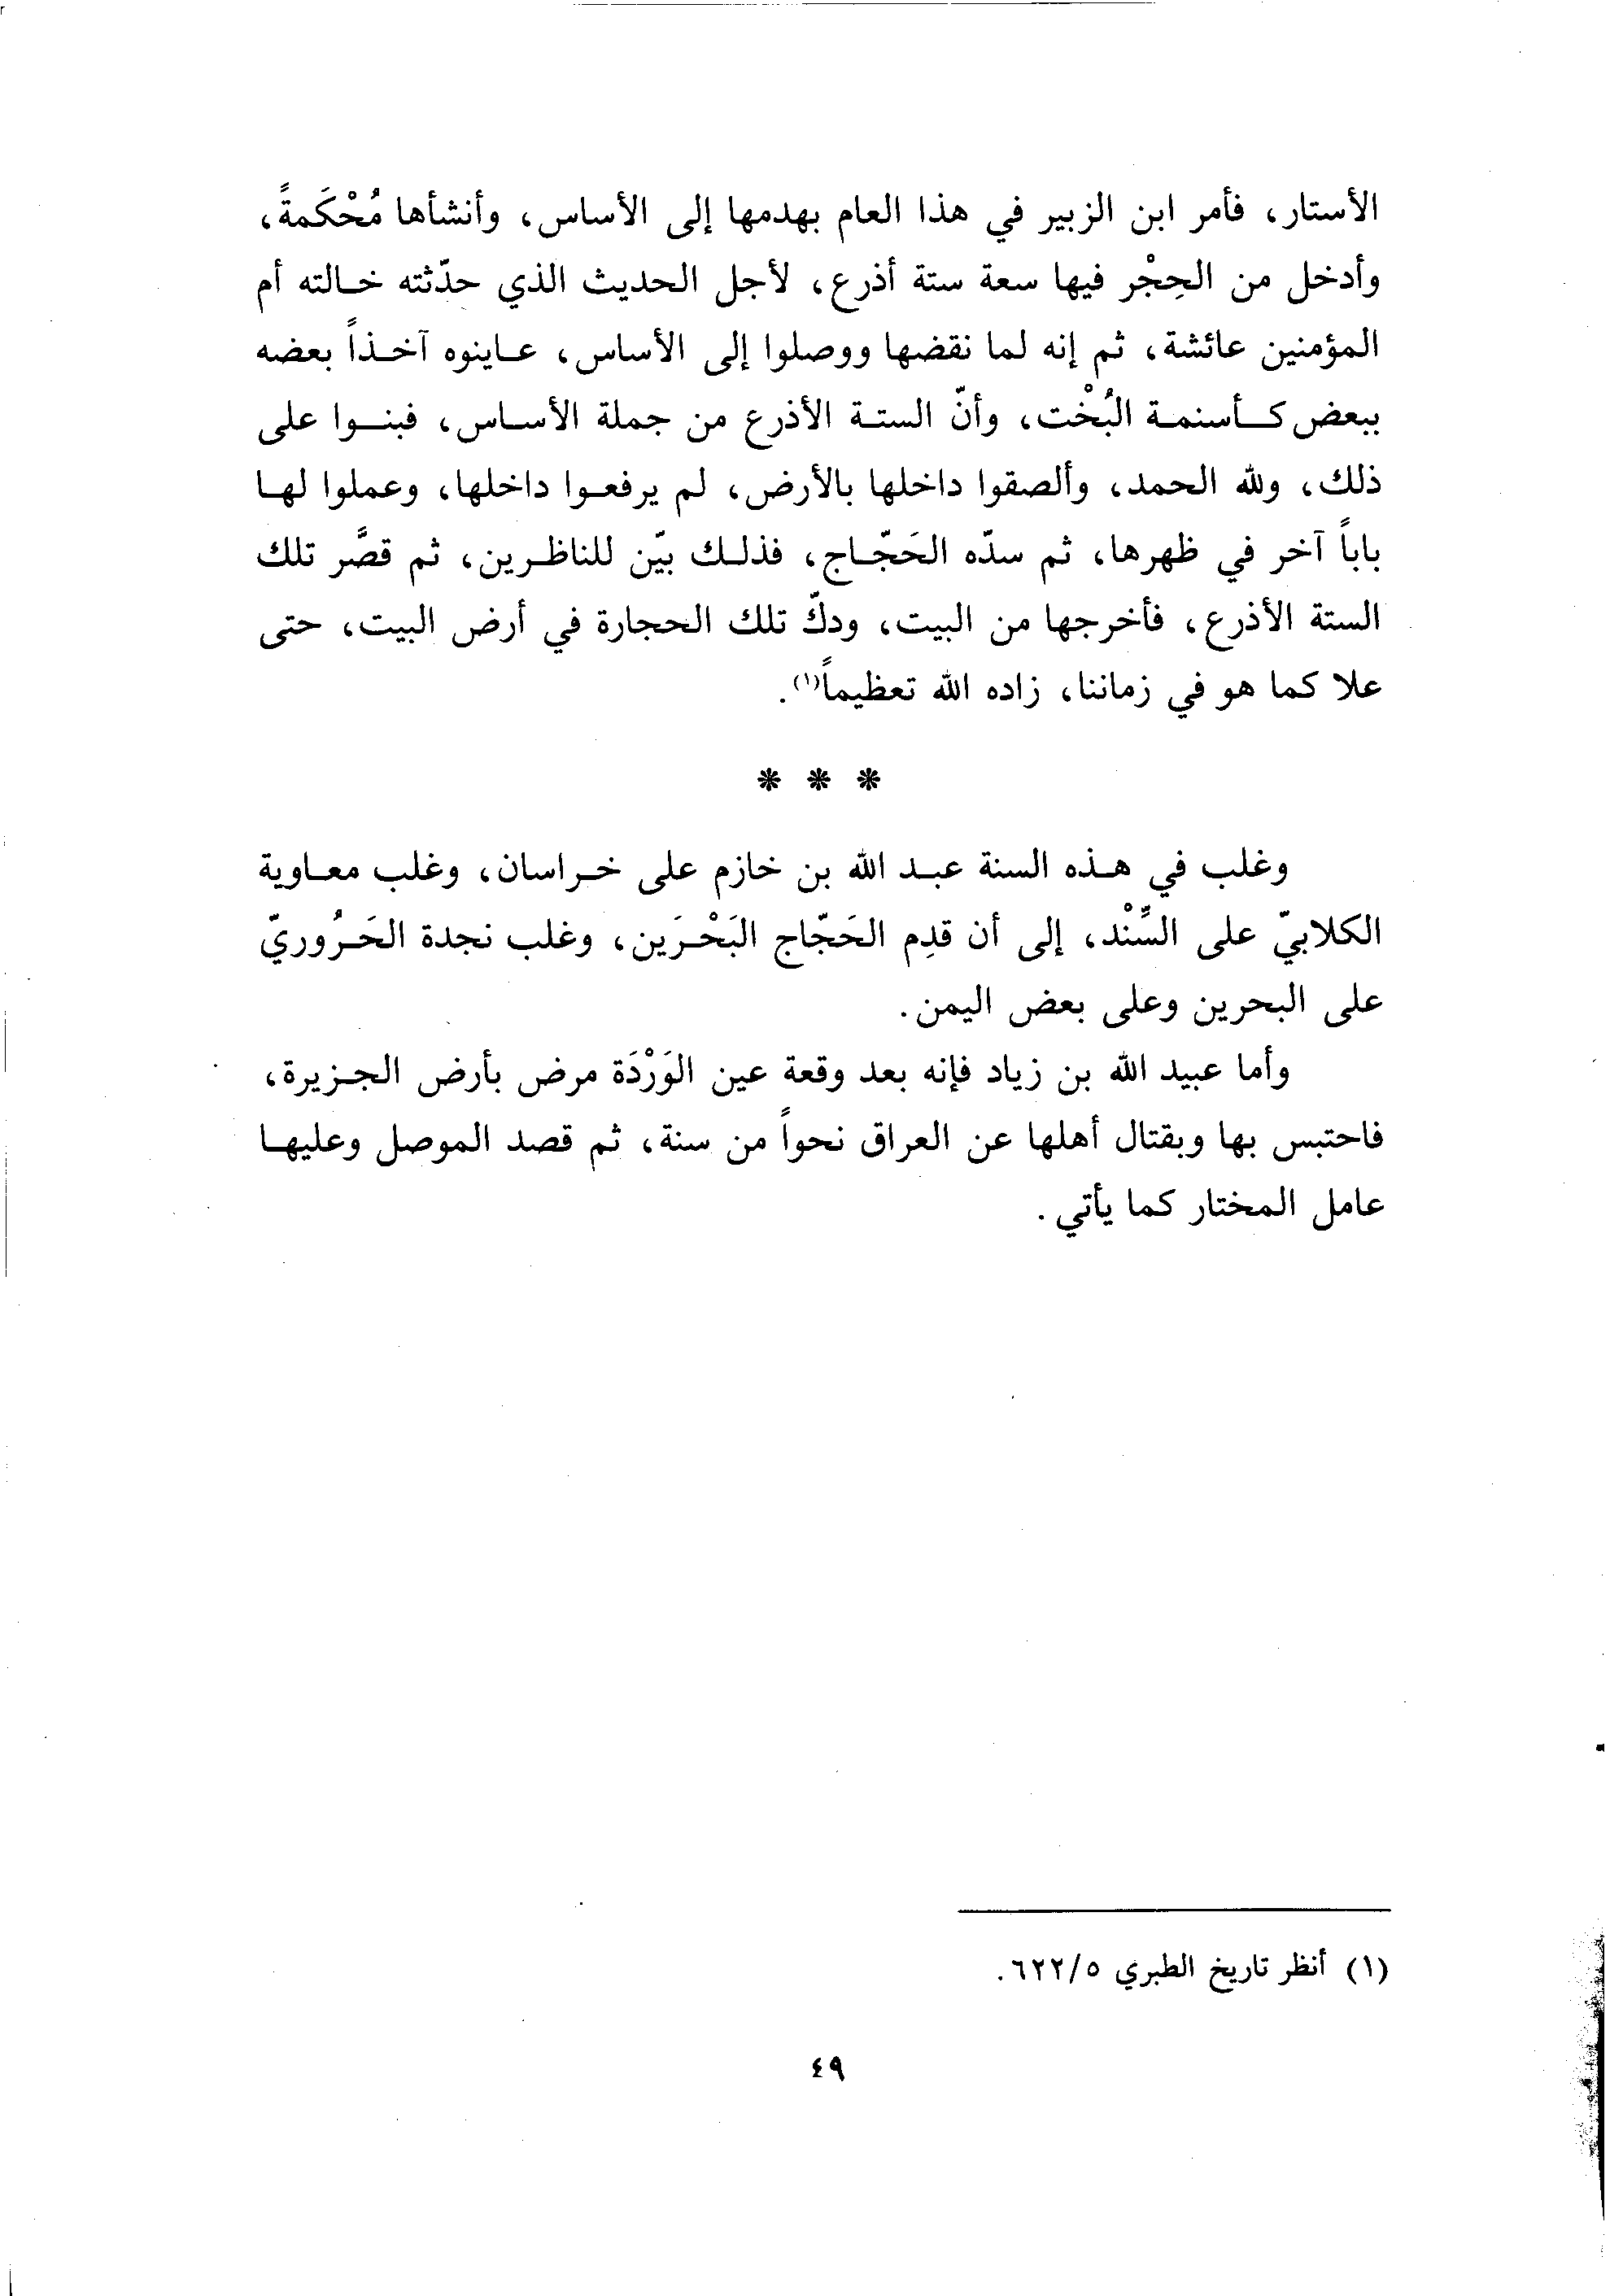 الأستار، فأمر ابن الزبير في هذا العام بهدمها إلى الأساس، وأنشأها مُحْكَمةً،
وأدخل من الحِجْر فيها سعة ستة أذرع، لأجل الحديث الذي حدّثته خالته أم
المؤمنين عائشة، ثم إنه لما نقضها ووصلوا إلى الأساس، عاينوه آخذاً بعضه
ببعض كأسنمة البُخْت، وأنّ الستة الأذرع من جملة الأساس، فبنوا على
ذلك، ولله الحمد، وألصقوا داخلها بالأرض، لم يرفعوا داخلها، وعملوا لها
باباً آخر في ظهرها، ثم سدّه الحَجّاج، فذلك بيّن للناظرين، ثم قصَّر تلك
الستة الأذرع، فأخرجها من البيت، ودكّ تلك الحجارة في أرض البيت، حتى
علا كما هو في زماننا، زاده الله تعظيماً(١).
* * *
وغلب في هذه السنة عبد الله بن خازم على خراسان، وغلب معاوية
الكلابيّ على السِّنْد، إلى أن قدِم الحَجّاج البَحْرَين، وغلب نجدة الحَرُوريّ
على البحرين وعلى بعض اليمن.
وأما عبيد الله بن زياد فإنه بعد وقعة عين الوَرْدَة مرض بأرض الجزيرة،
فاحتبس بها وبقتال أهلها عن العراق نحواً من سنة، ثم قصد الموصل وعليها
عامل المختار كما يأتي.
(١) أنظر تاريخ الطبري ٦٢٢/٥.
٤٩